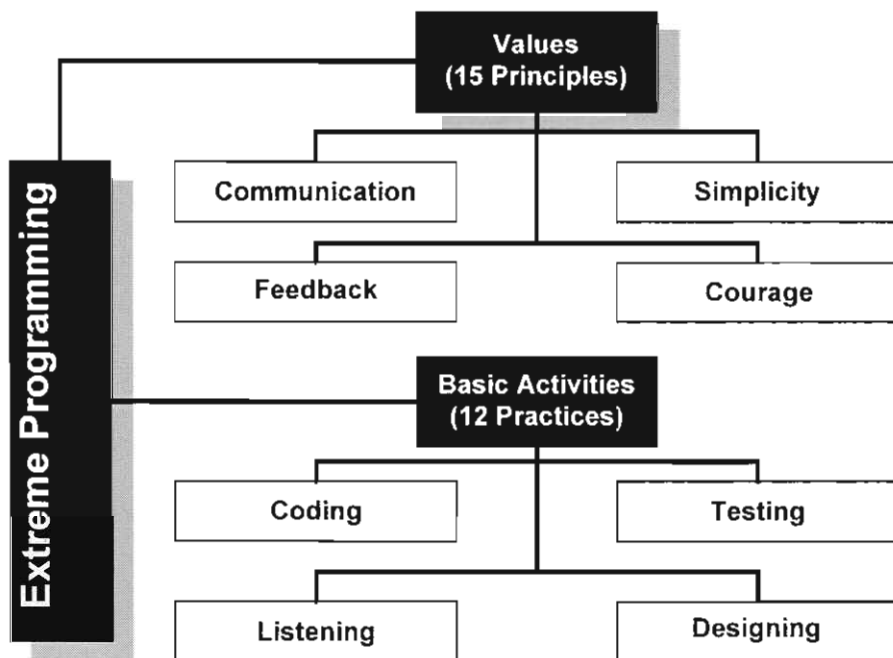 Values
(15 Principles)
Communication
Simplicity
Feedback
Courage
Extreme Programming
Basic Activities
(12 Practices)
Coding
Testing
Listening
Designing